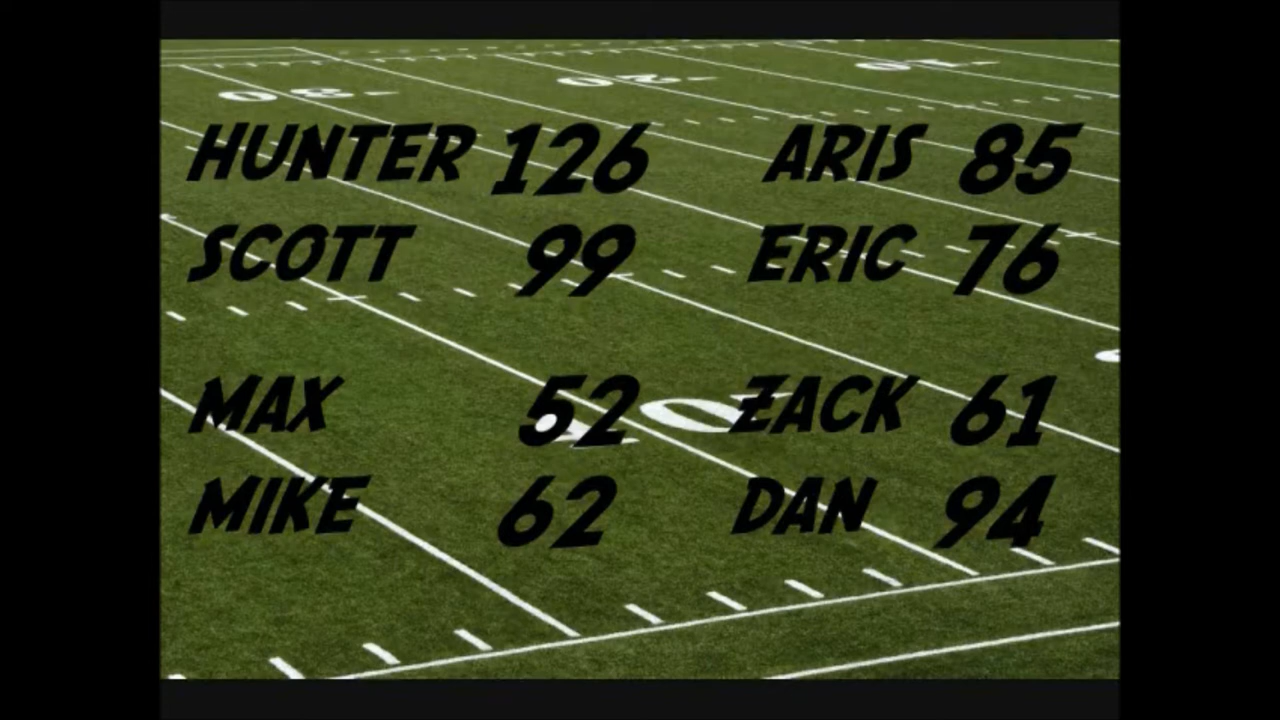 HUNTER 126 ARIS 85
SCOTT 99 ERIC 76
MAX 52 ZACK 61
MIKE 62 DAN 94